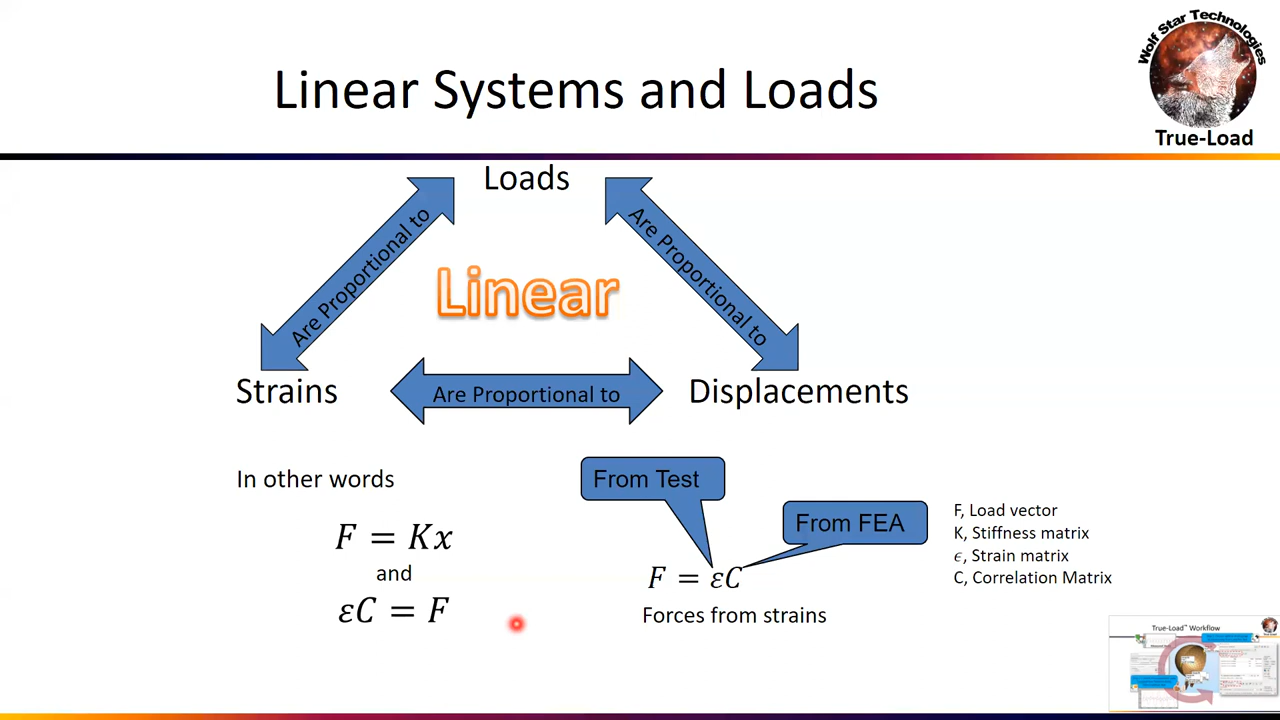 Linear Systems and Loads
Wolf Star Technologies
True-Load
Loads
Are Proportional to
Are Proportional to
Linear
Strains
Are Proportional to
Displacements
In other words
F = Kx
and
εC = F
From Test
From FEA
F = εC
Forces from strains
F, Load vector
K, Stiffness matrix
ϵ, Strain matrix
C, Correlation Matrix
True-Load™ Workflow